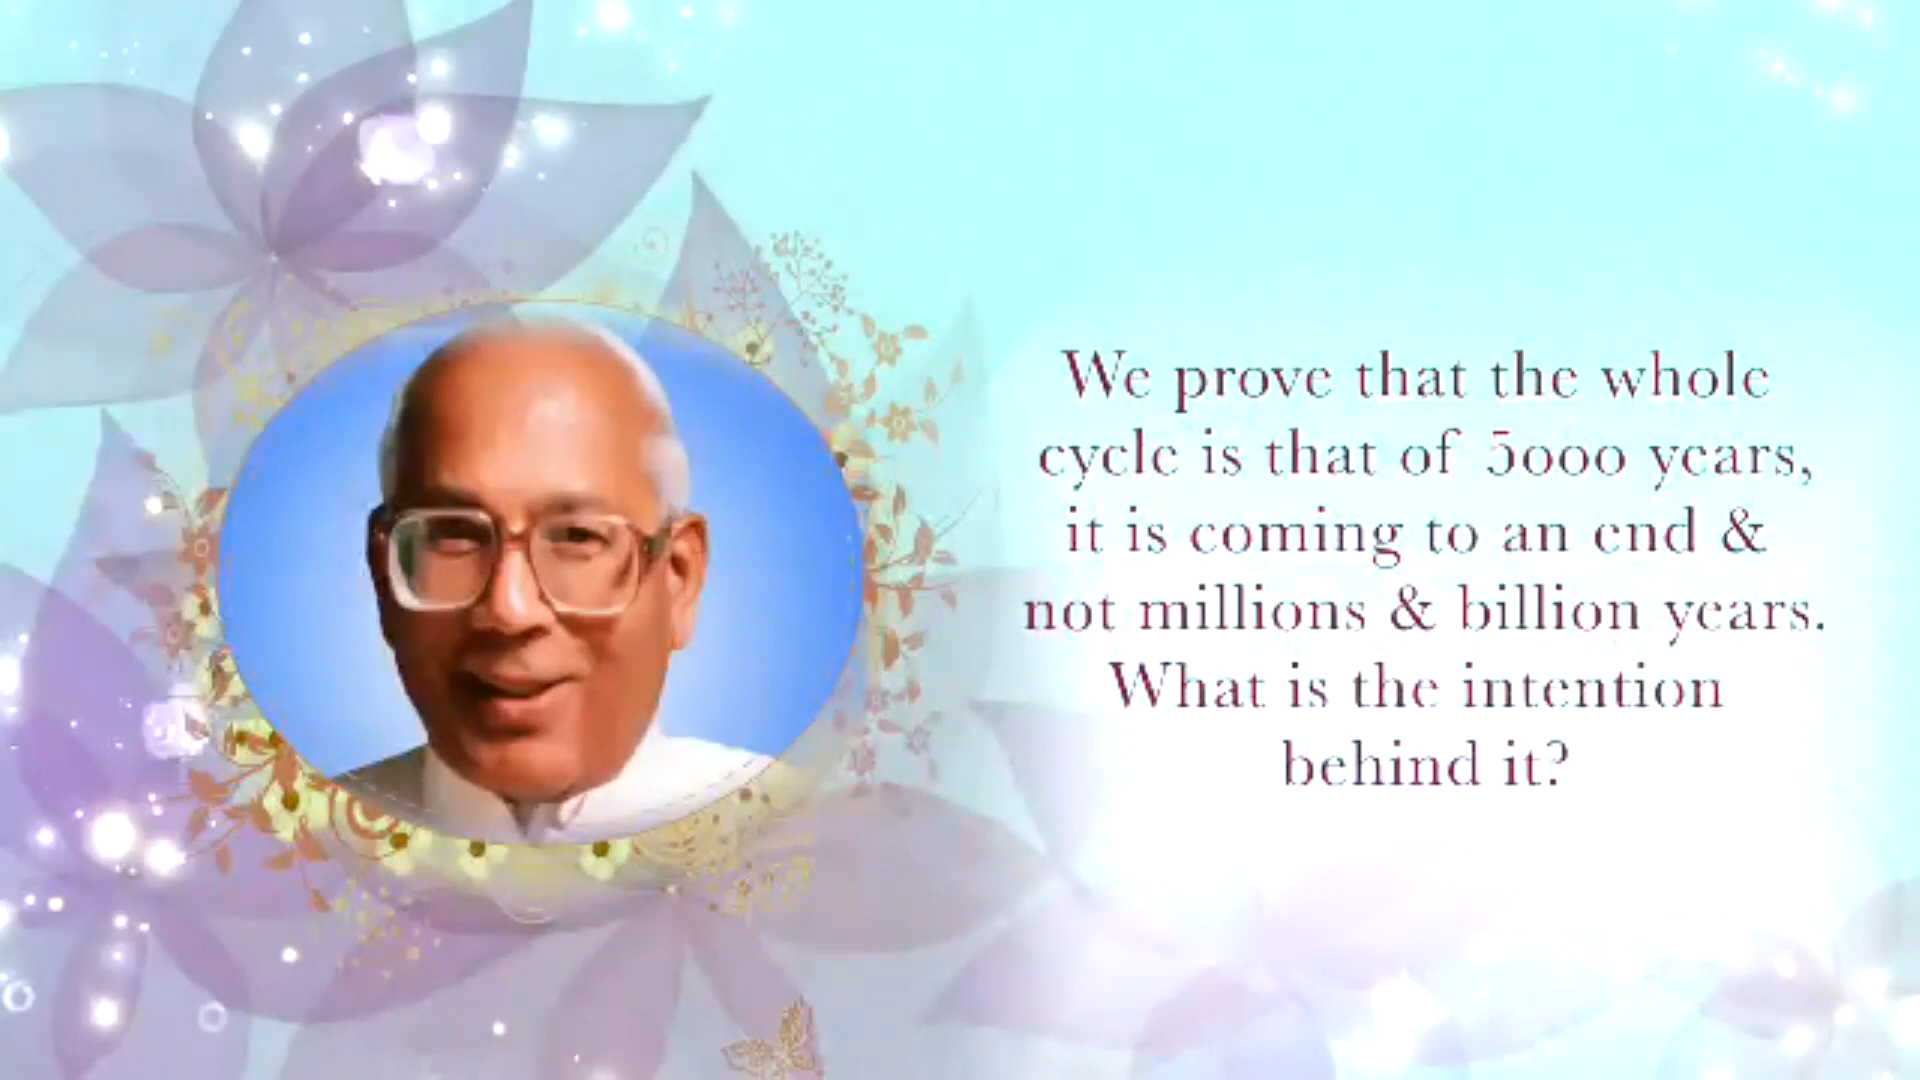 We prove that the whole
cycle is that of 5000 years,
it is coming to an end &
not millions & billion years.
What is the intention
behind it?